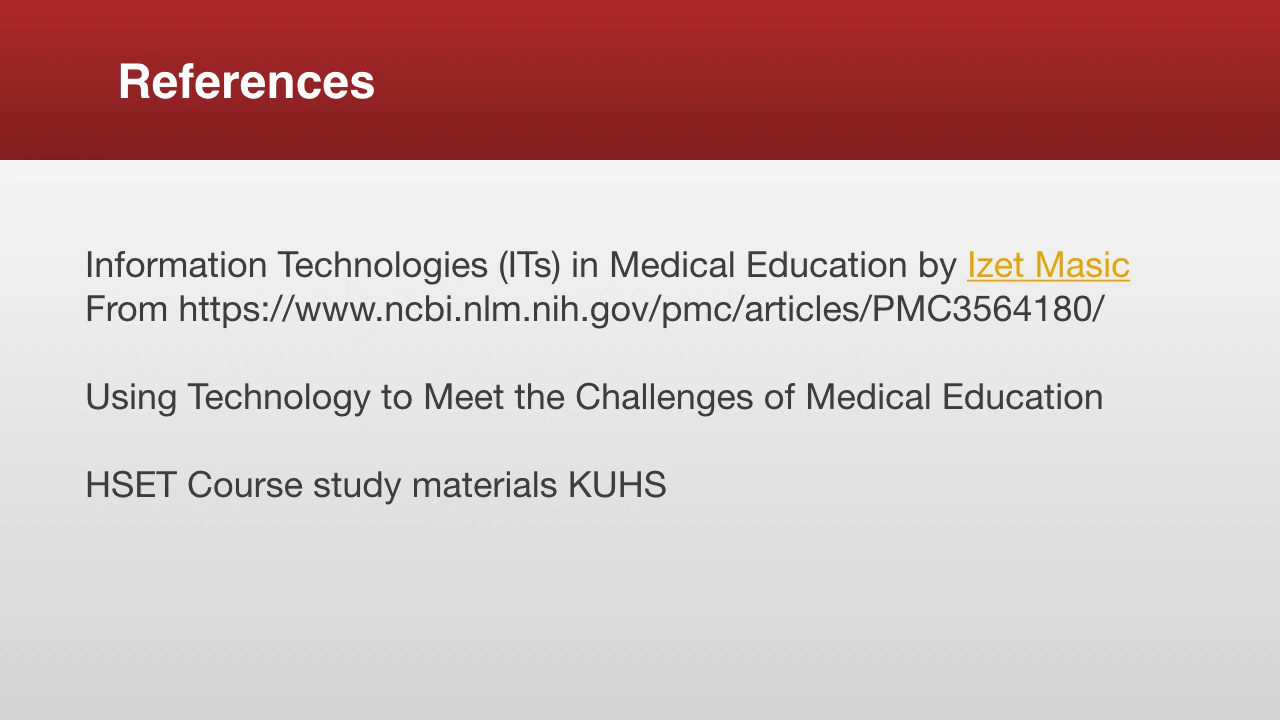 References
Information Technologies (ITs) in Medical Education by Izet Masic
From https://www.ncbi.nlm.nih.gov/pmc/articles/PMC3564180/
Using Technology to Meet the Challenges of Medical Education
HSET Course study materials KUHS